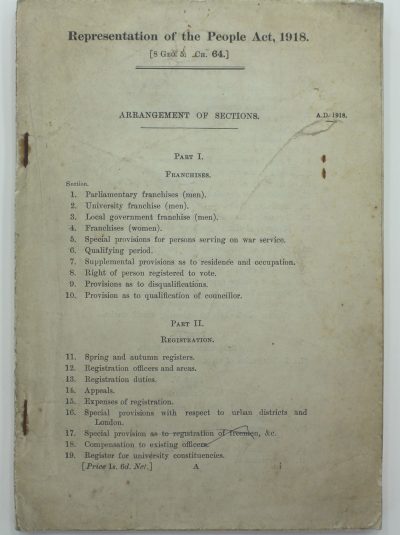 Representation of the People Act, 1918.
[8 GEO. 5. CH. 64.]
ARRANGEMENT OF SECTIONS.
A.D. 1918.
PART I.
FRANCHISES.
Section.
1. Parliamentary franchises (men).
2. University franchise (men).
3. Local government franchise (men).
4. Franchises (women).
5. Special provisions for persons serving on war service.
6. Qualifying period.
7. Supplemental provisions as to residence and occupation.
8. Right of person registered to vote.
9. Provisions as to disqualifications.
10. Provision as to qualification of councillor.
PART II.
REGISTRATION.
11. Spring and autumn registers.
12. Registration officers and areas.
13. Registration duties.
14. Appeals.
15. Expenses of registration.
16. Special provisions with respect to urban districts and
London.
17. Special provision as to registration of freemen, &c.
18. Compensation to existing officers.
19. Register for university constituencies.
[Price 1s. 6d. Net.] A i